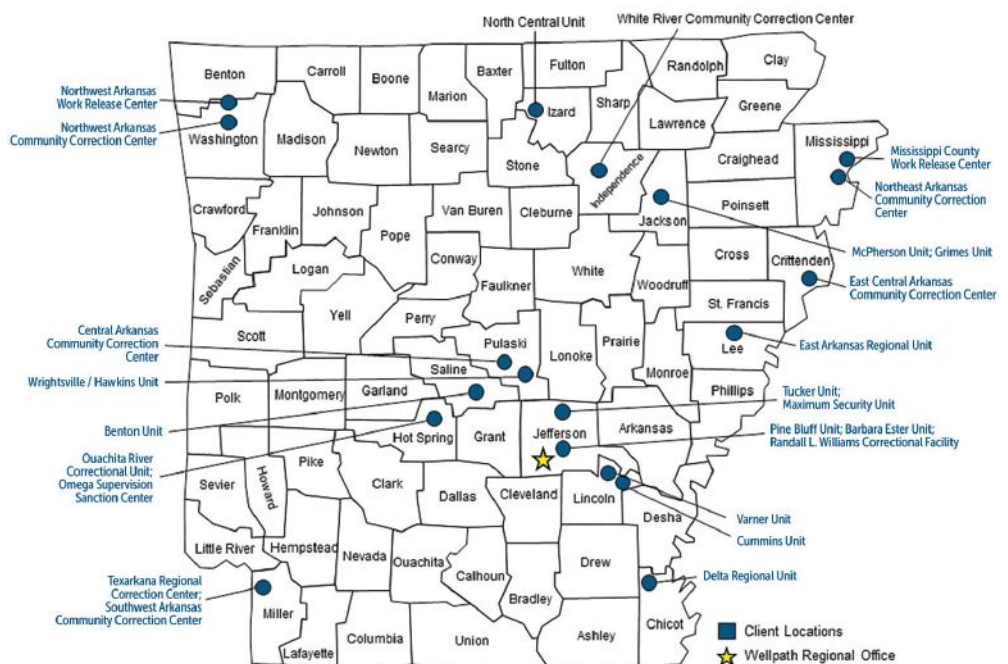 North Central Unit
White River Community Correction Center
Benton
Carroll
Boone
Baxter
Fulton
Randolph
Clay
Marion
Sharp
Izard
Greene
Lawrence
Northwest Arkansas
Work Release Center
Northwest Arkansas
Community Correction Center
Washington
Madison
Newton
Searcy
Stone
Independence
Craighead
Mississippi
Mississippi County
Work Release Center
Northeast Arkansas
Community Correction
Center
Crawford
Franklin
Johnson
Pope
Van Buren
Cleburne
Jackson
Poinsett
McPherson Unit; Grimes Unit
Sebastian
Logan
Conway
Faulkner
White
Woodruff
Cross
Crittenden
East Central Arkansas
Community Correction Center
St. Francis
Scott
Yell
Perry
Pulaski
Lonoke
Prairie
Monroe
Lee
East Arkansas Regional Unit
Phillips
Central Arkansas
Community Correction
Center
Wrightsville / Hawkins Unit
Saline
Polk
Montgomery
Garland
Benton Unit
Hot Spring
Grant
Jefferson
Arkansas
Tucker Unit;
Maximum Security Unit
Pine Bluff Unit; Barbara Ester Unit;
Randall L. Williams Correctional Facility
Ouachita River
Correctional Unit;
Omega Supervision
Sanction Center
Sevier
Howard
Pike
Clark
Dallas
Cleveland
Lincoln
Desha
Varner Unit
Cummins Unit
Little River
Hempstead
Nevada
Ouachita
Calhoun
Bradley
Drew
Delta Regional Unit
Texarkana Regional
Correction Center;
Southwest Arkansas
Community Correction Center
Miller
Lafayette
Columbia
Union
Ashley
Chicot
Client Locations
Wellpath Regional Office